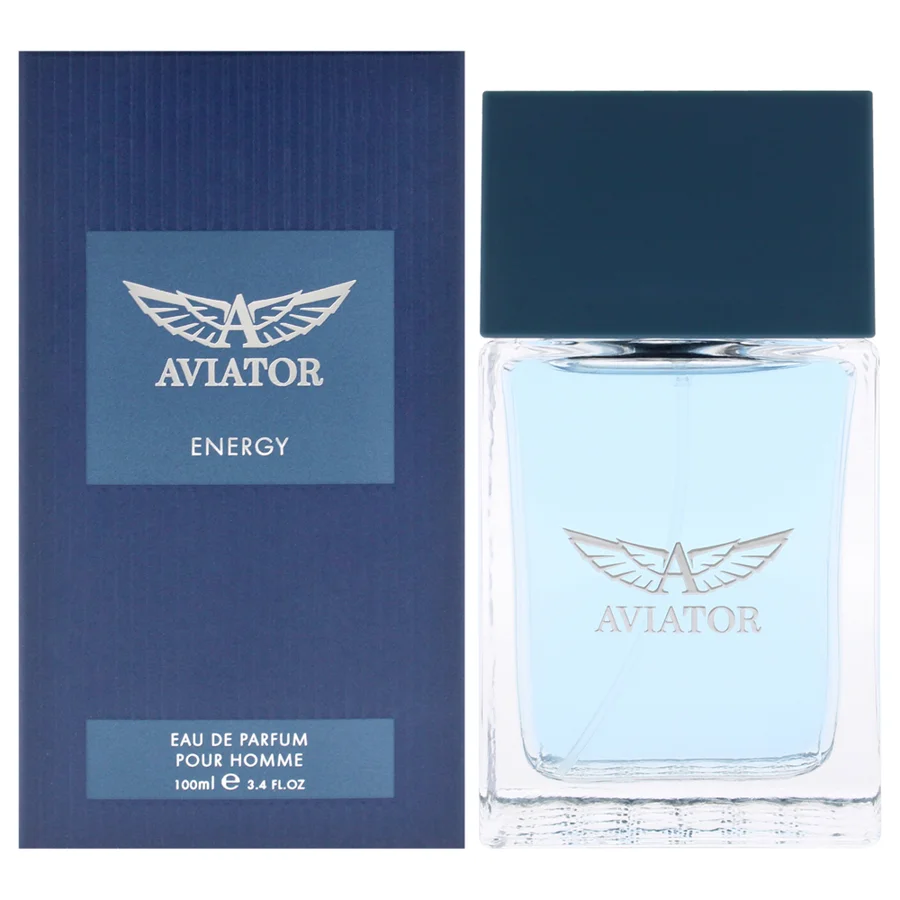 A
AVIATOR
ENERGY
EAU DE PARFUM
POUR HOMME
100ml e 3.4 FL.OZ
A
AVIATOR